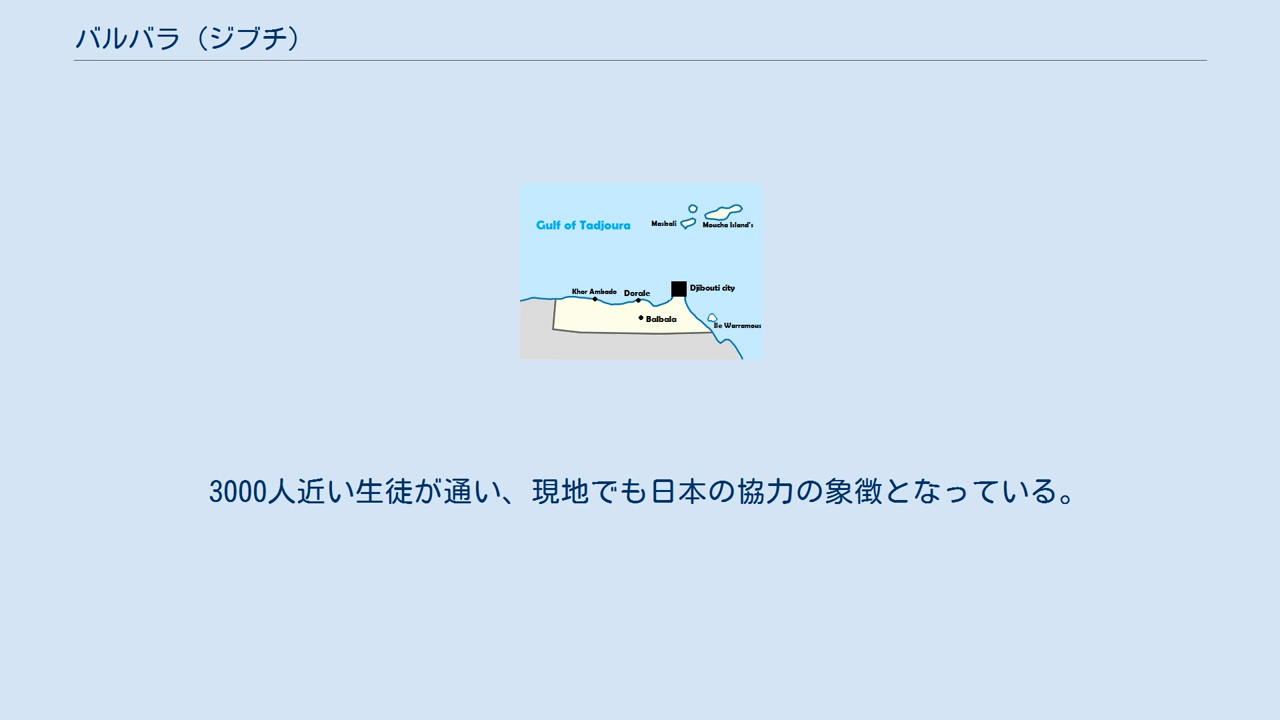 バルバラ（ジブチ）
Gulf of Tadjoura
Maskali
Moucha Island's
Khor Ambado
Dorale
Djibouti city
Balbala
Ile Warramous
3000人近い生徒が通い、現地でも日本の協力の象徴となっている。